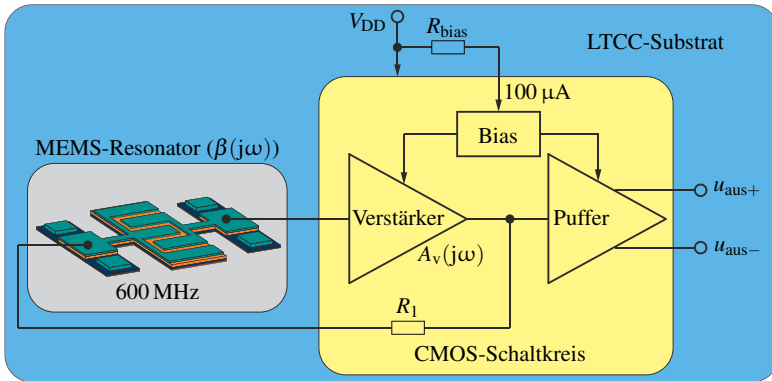 V_DD
R_bias
LTCC-Substrat
100 µA
Bias
MEMS-Resonator (β(jω))
Verstärker
Puffer
u_aus+
A_v(jω)
u_aus−
600 MHz
R_1
CMOS-Schaltkreis